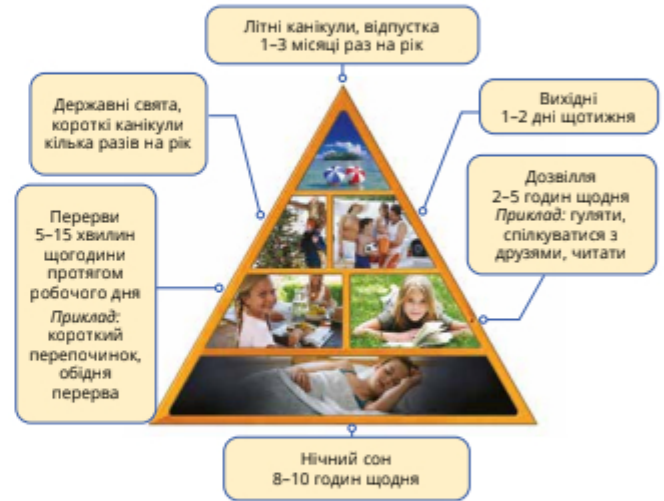 Літні канікули, відпустка
1–3 місяці раз на рік
Державні свята,
короткі канікули
кілька разів на рік
Вихідні
1–2 дні щотижня
Перерви
5–15 хвилин
щогодини
протягом
робочого дня
Приклад:
короткий
перепочинок,
обідня
перерва
Дозвілля
2–5 годин щодня
Приклад: гуляти,
спілкуватися з
друзями, читати
Нічний сон
8–10 годин щодня